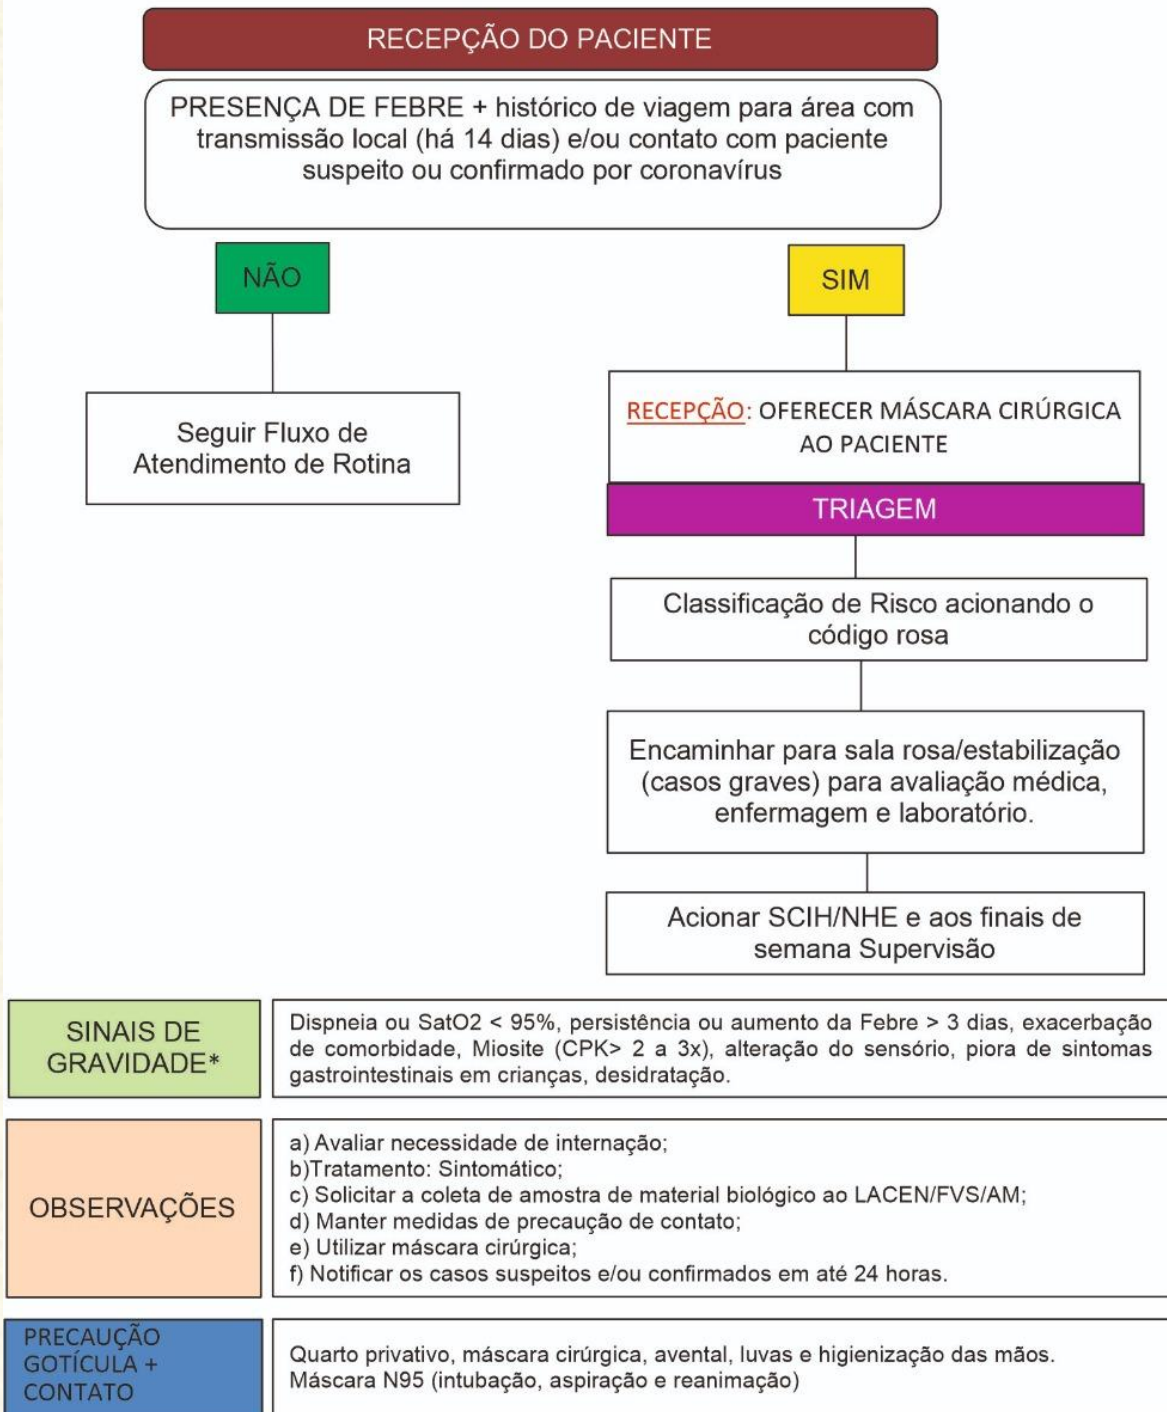 RECEPÇÃO DO PACIENTE
PRESENÇA DE FEBRE + histórico de viagem para área com
transmissão local (há 14 dias) e/ou contato com paciente
suspeito ou confirmado por coronavírus
NÃO
SIM
Seguir Fluxo de
Atendimento de Rotina
RECEPÇÃO: OFERECER MÁSCARA CIRÚRGICA
AO PACIENTE
TRIAGEM
Classificação de Risco acionando o
código rosa
Encaminhar para sala rosa/estabilização
(casos graves) para avaliação médica,
enfermagem e laboratório.
Acionar SCIH/NHE e aos finais de
semana Supervisão
SINAIS DE
GRAVIDADE*
Dispneia ou SatO2 < 95%, persistência ou aumento da Febre > 3 dias, exacerbação
de comorbidade, Miosite (CPK> 2 a 3x), alteração do sensório, piora de sintomas
gastrointestinais em crianças, desidratação.
OBSERVAÇÕES
a) Avaliar necessidade de internação;
b)Tratamento: Sintomático;
c) Solicitar a coleta de amostra de material biológico ao LACEN/FVS/AM;
d) Manter medidas de precaução de contato;
e) Utilizar máscara cirúrgica;
f) Notificar os casos suspeitos e/ou confirmados em até 24 horas.
PRECAUÇÃO
GOTÍCULA +
CONTATO
Quarto privativo, máscara cirúrgica, avental, luvas e higienização das mãos.
Máscara N95 (intubação, aspiração e reanimação)